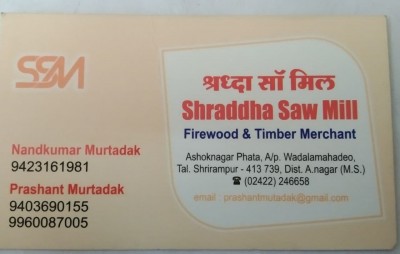 SSM
श्रध्दा सॉ मिल
Shraddha Saw Mill
Firewood & Timber Merchant
Nandkumar Murtadak
9423161981
Prashant Murtadak
9403690155
9960087005
Ashoknagar Phata, A/p. Wadalamahadeo,
Tal. Shrirampur - 413 739, Dist. A.nagar (M.S.)
☎ (02422) 246658
email prashantmutadak@gmail.com